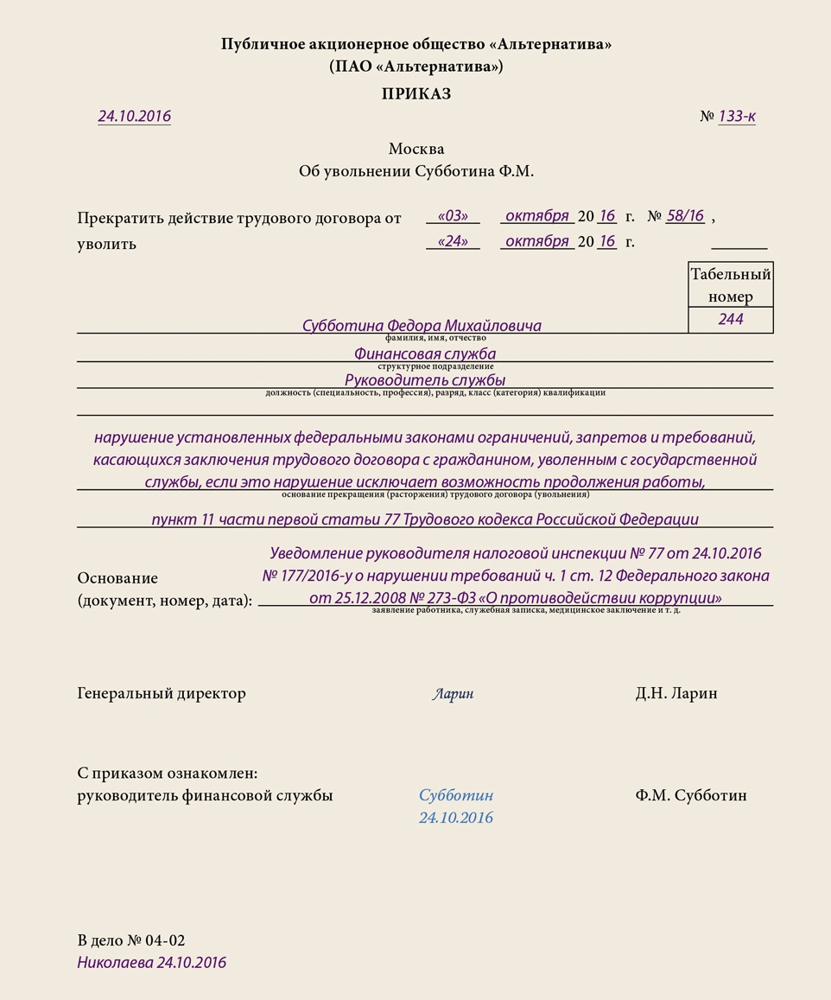 Публичное акционерное общество «Альтернатива»
(ПАО «Альтернатива»)
ПРИКАЗ
24.10.2016 № 133-к
Москва
Об увольнении Субботина Ф.М.
Прекратить действие трудового договора от «03» октября 20 16 г. № 58/16 ,
уволить «24» октября 20 16 г.
Табельный
номер
244
Субботина Федора Михайловича
фамилия, имя, отчество
Финансовая служба
структурное подразделение
Руководитель службы
должность (специальность, профессия), разряд, класс (категория) квалификации
нарушение установленных федеральными законами ограничений, запретов и требований,
касающихся заключения трудового договора с гражданином, уволенным с государственной
службы, если это нарушение исключает возможность продолжения работы,
основание прекращения (расторжения) трудового договора (увольнения)
пункт 11 части первой статьи 77 Трудового кодекса Российской Федерации
Уведомление руководителя налоговой инспекции № 77 от 24.10.2016
Основание № 177/2016-у о нарушении требований ч. 1 ст. 12 Федерального закона
(документ, номер, дата): от 25.12.2008 № 273-ФЗ «О противодействии коррупции»
заявление работника, служебная записка, медицинское заключение и т. д.
Генеральный директор Ларин Д.Н. Ларин
С приказом ознакомлен:
руководитель финансовой службы Субботин Ф.М. Субботин
24.10.2016
В дело № 04-02
Николаева 24.10.2016